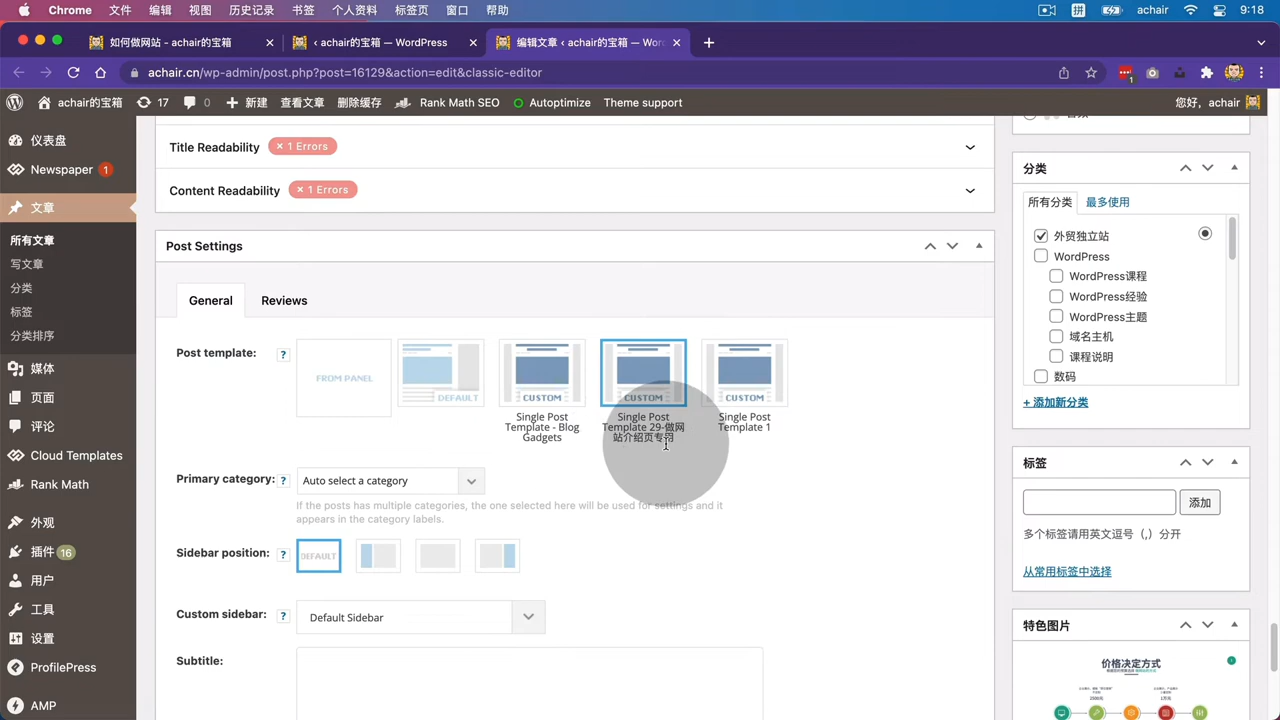 Chrome 文件 编辑 视图 历史记录 书签 个人资料 标签页 窗口 帮助 拼 achair 9:18
如何做网站 - achair的宝箱 ‹ achair的宝箱 — WordPress 编辑文章 ‹ achair的宝箱 — Wor
achair.cn/wp-admin/post.php?post=16129&action=edit&classic-editor
achair的宝箱 17 0 新建 查看文章 删除缓存 Rank Math SEO Autoptimize Theme support 您好，achair
仪表盘
Newspaper 1
文章
所有文章
写文章
分类
标签
分类排序
媒体
页面
评论
Cloud Templates
Rank Math
外观
插件 16
用户
工具
设置
ProfilePress
AMP
Title Readability × 1 Errors
Content Readability × 1 Errors
Post Settings
General Reviews
Post template: ?
FROM PANEL
DEFAULT
CUSTOM
Single Post
Template - Blog
Gadgets
CUSTOM
Single Post
Template 29-做网
站介绍页专用
CUSTOM
Single Post
Template 1
Primary category: ? Auto select a category
If the posts has multiple categories, the one selected here will be used for settings and it
appears in the category labels.
Sidebar position: ? DEFAULT
Custom sidebar: ? Default Sidebar
Subtitle:
分类
所有分类 最多使用
外贸独立站
WordPress
WordPress课程
WordPress经验
WordPress主题
域名主机
课程说明
数码
+ 添加新分类
标签
添加
多个标签请用英文逗号（,）分开
从常用标签中选择
特色图片
价格决定方式